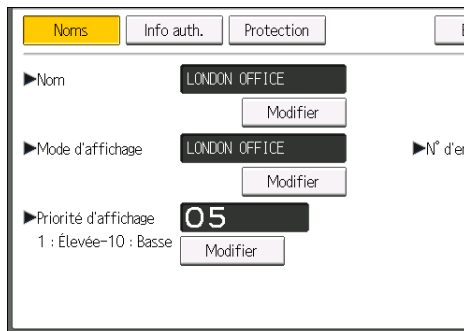 Noms Info auth. Protection
►Nom LONDON OFFICE
Modifier
►Mode d'affichage LONDON OFFICE ►N° d'e
Modifier
►Priorité d'affichage 05
1 : Élevée-10 : Basse Modifier